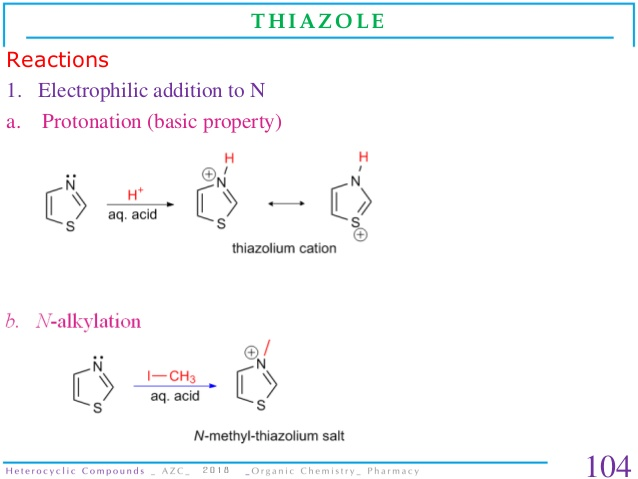 THIAZOLE
Reactions
1. Electrophilic addition to N
a. Protonation (basic property)
N
S
H+
aq. acid
⊕
H
N
S
H
N
S
⊕
thiazolium cation
b. N-alkylation
N
S
I—CH3
aq. acid
⊕
N
S
N-methyl-thiazolium salt
Heterocyclic Compounds _ AZC_ 2018 _Organic Chemistry_ Pharmacy
104